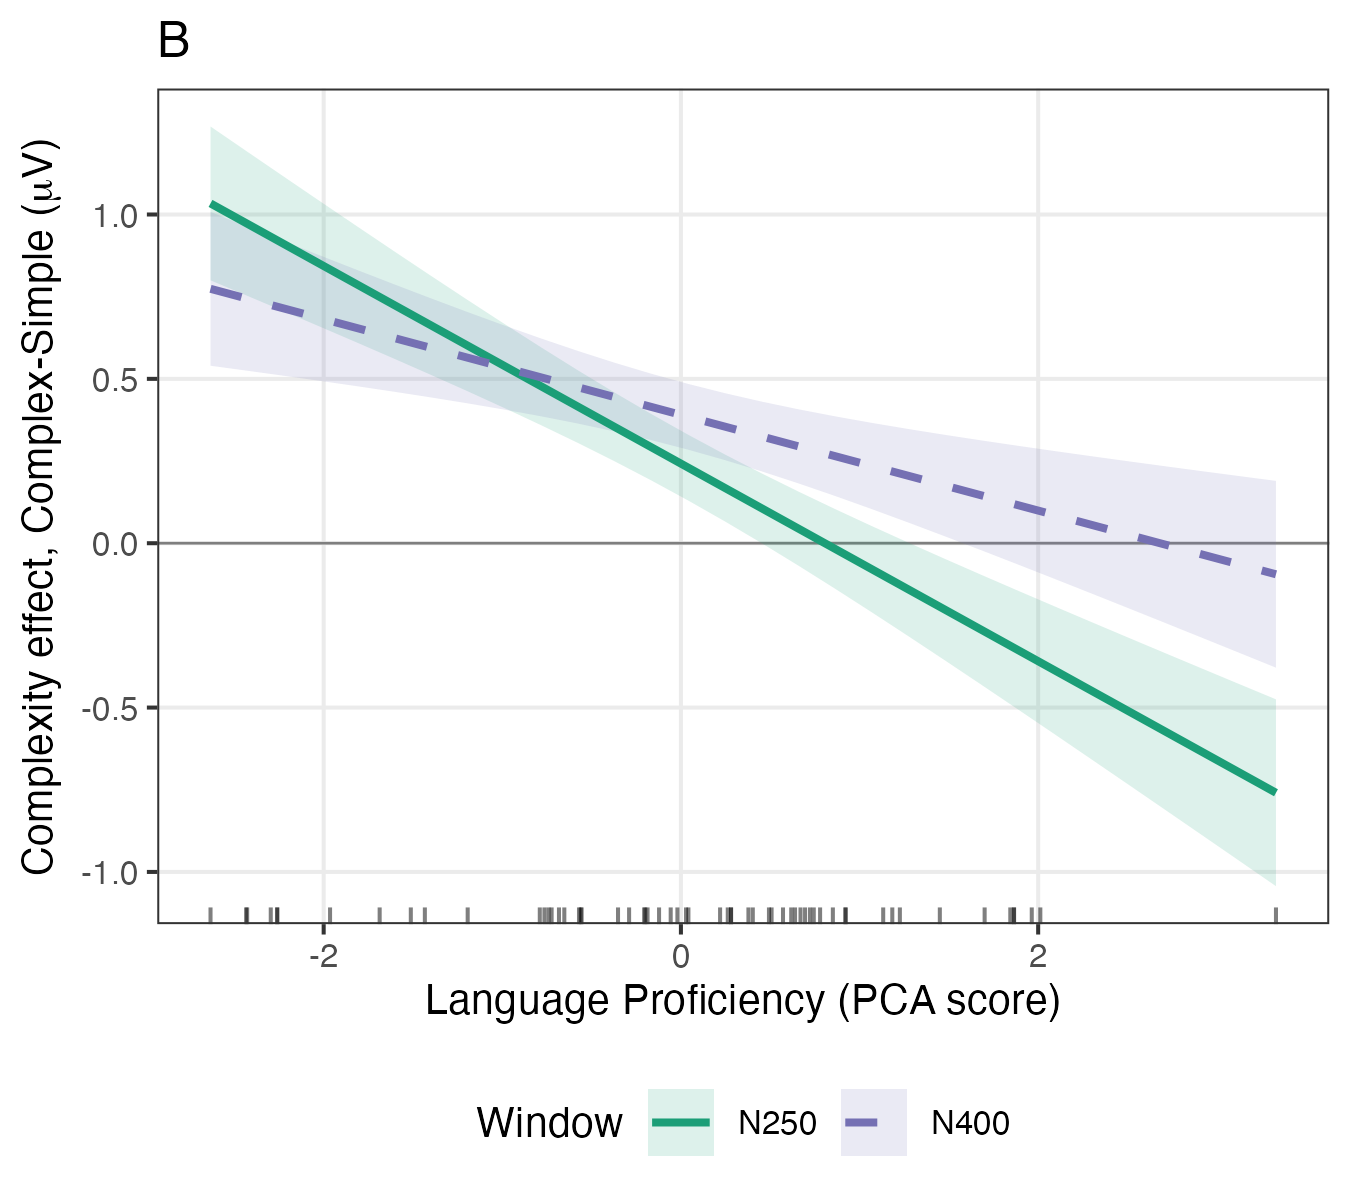 B
Complexity effect, Complex-Simple (μV)
1.0
0.5
0.0
-0.5
-1.0
-2 0 2
Language Proficiency (PCA score)
Window N250 N400